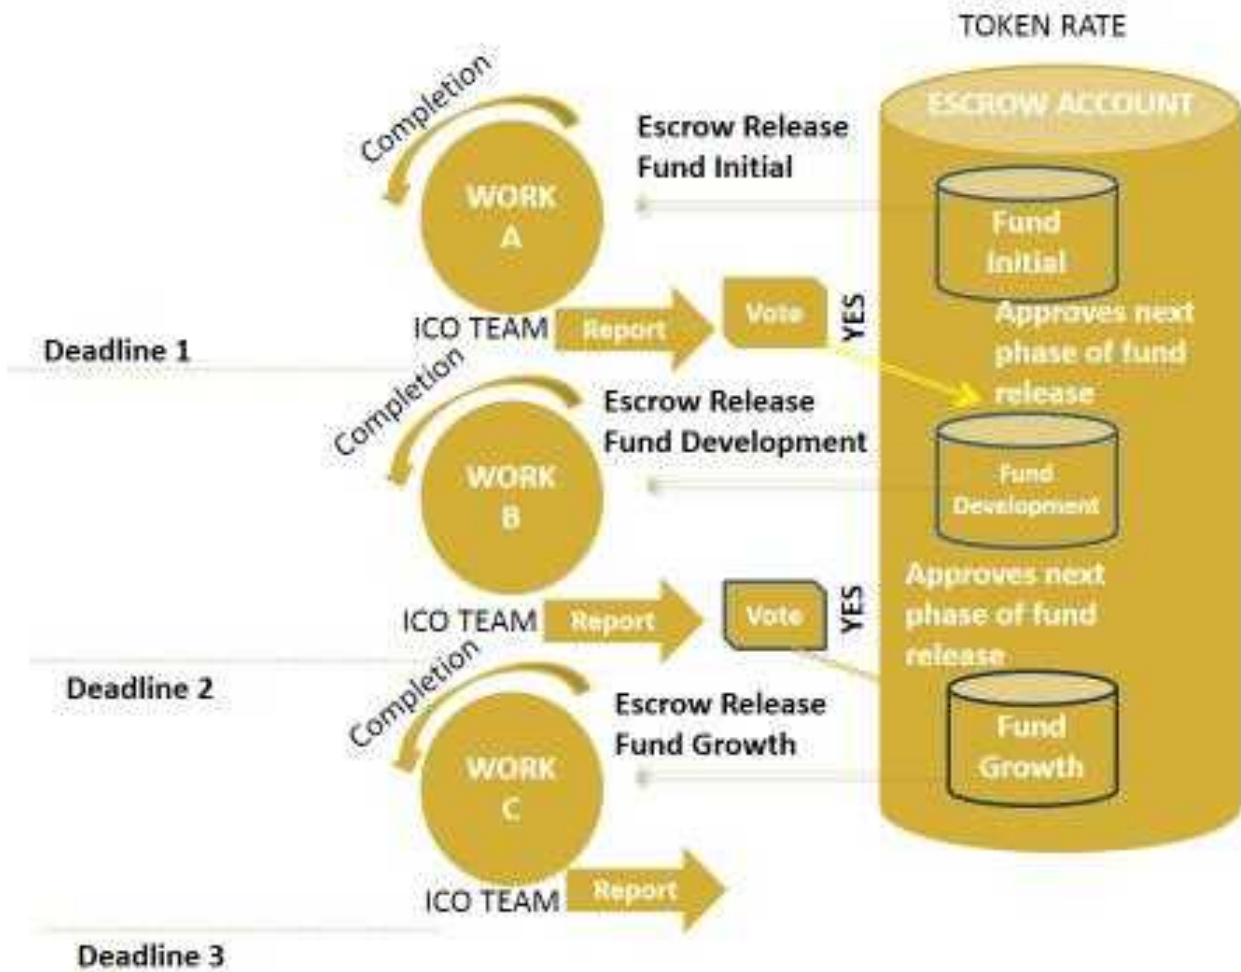 TOKEN RATE
ESCROW ACCOUNT
Completion
WORK
A
Escrow Release
Fund Initial
Fund
Initial
ICO TEAM
Report
Vote
YES
Approves next
phase of fund
release
Deadline 1
Completion
WORK
B
Escrow Release
Fund Development
Fund
Development
ICO TEAM
Report
Vote
YES
Approves next
phase of fund
release
Deadline 2
Completion
WORK
C
Escrow Release
Fund Growth
Fund
Growth
ICO TEAM
Report
Deadline 3